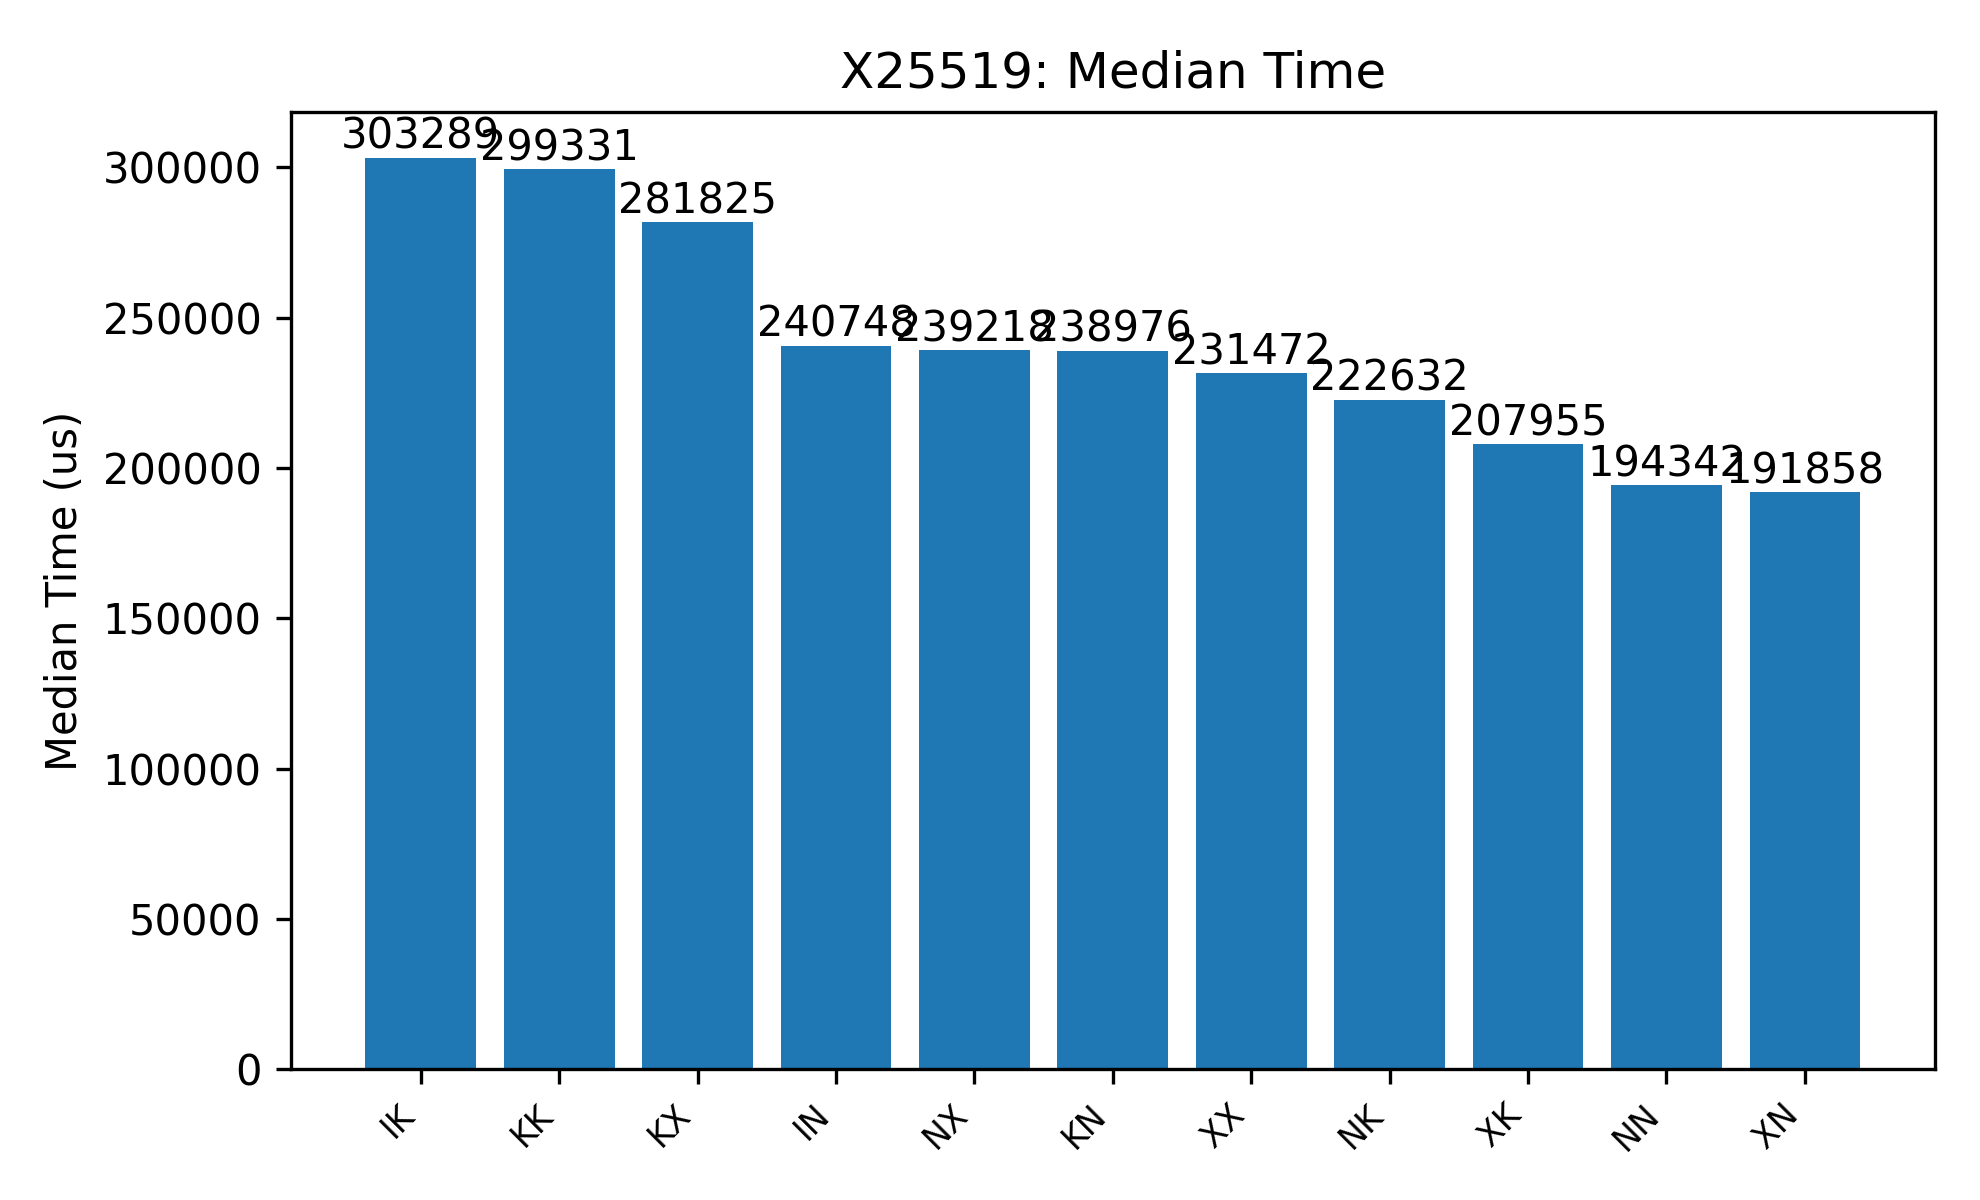 X25519: Median Time
Median Time (us)
300000
250000
200000
150000
100000
50000
0
303289
299331
281825
240748
239218
238976
231472
222632
207955
194342
191858
IK
KK
KX
IN
NX
KN
XX
NK
XK
NN
XN